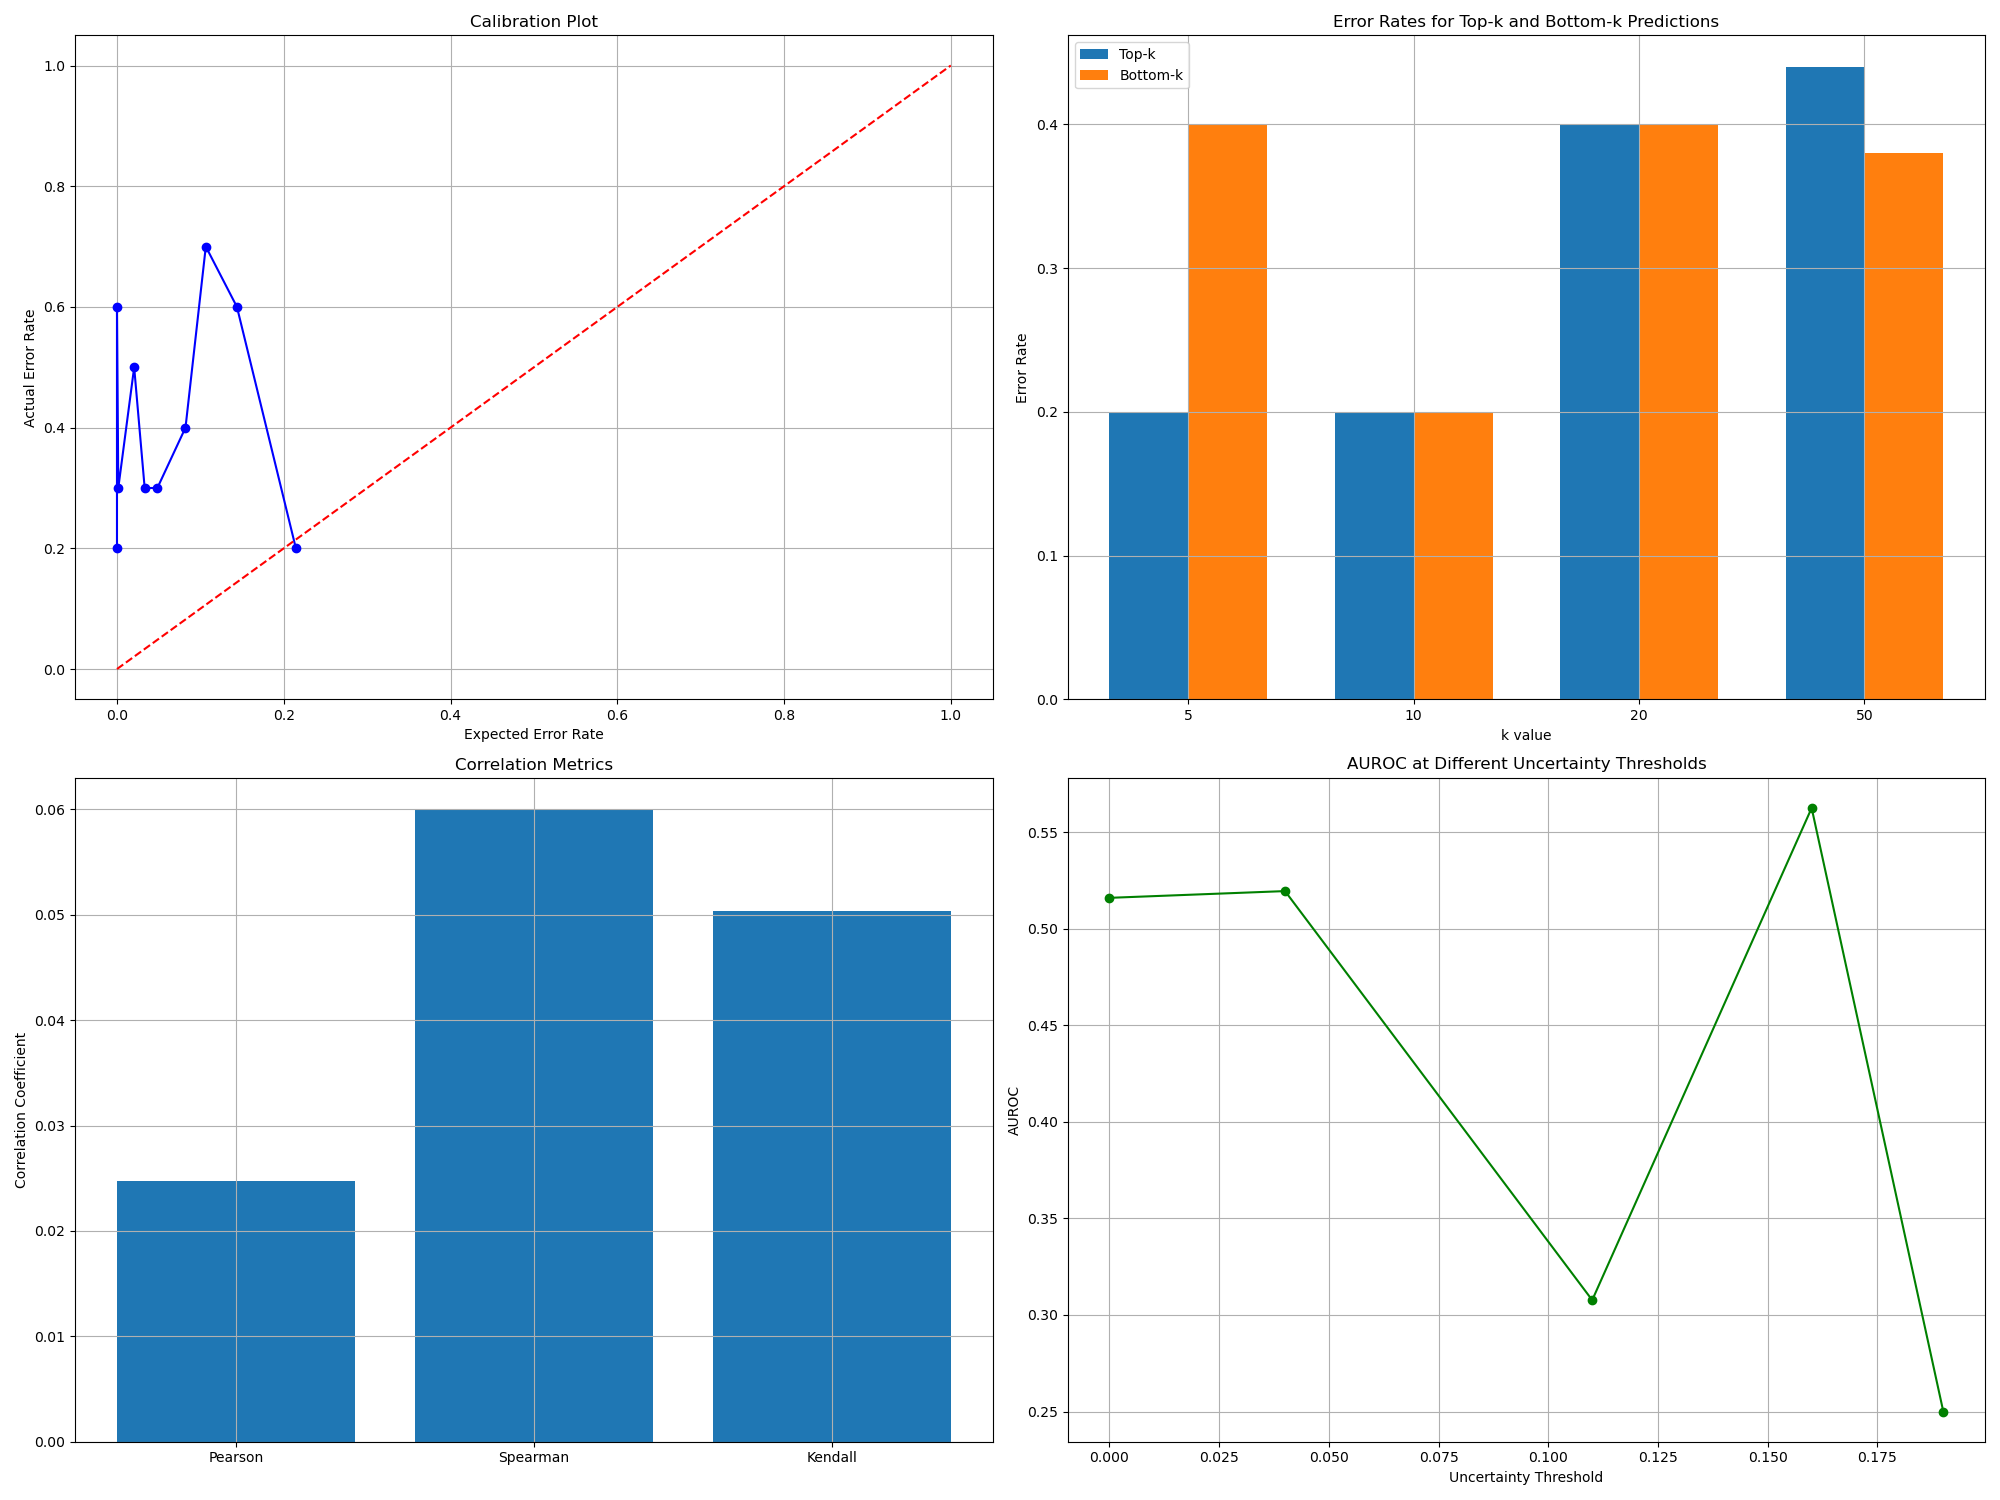 Calibration Plot
Actual Error Rate
1.0
0.8
0.6
0.4
0.2
0.0
0.0 0.2 0.4 0.6 0.8 1.0
Expected Error Rate
Error Rates for Top-k and Bottom-k Predictions
Top-k
Bottom-k
Error Rate
0.4
0.3
0.2
0.1
0.0
5 10 20 50
k value
Correlation Metrics
Correlation Coefficient
0.06
0.05
0.04
0.03
0.02
0.01
0.00
Pearson Spearman Kendall
AUROC at Different Uncertainty Thresholds
AUROC
0.55
0.50
0.45
0.40
0.35
0.30
0.25
0.000 0.025 0.050 0.075 0.100 0.125 0.150 0.175
Uncertainty Threshold